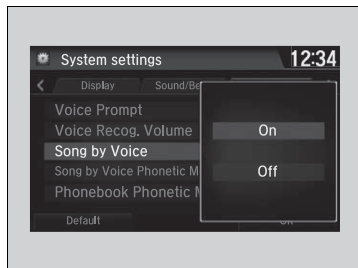 System settings
12:34
Display
Sound/Be
Voice Prompt
Voice Recog. Volume
Song by Voice
Song by Voice Phonetic M
Phonebook Phonetic M
On
Off
Default